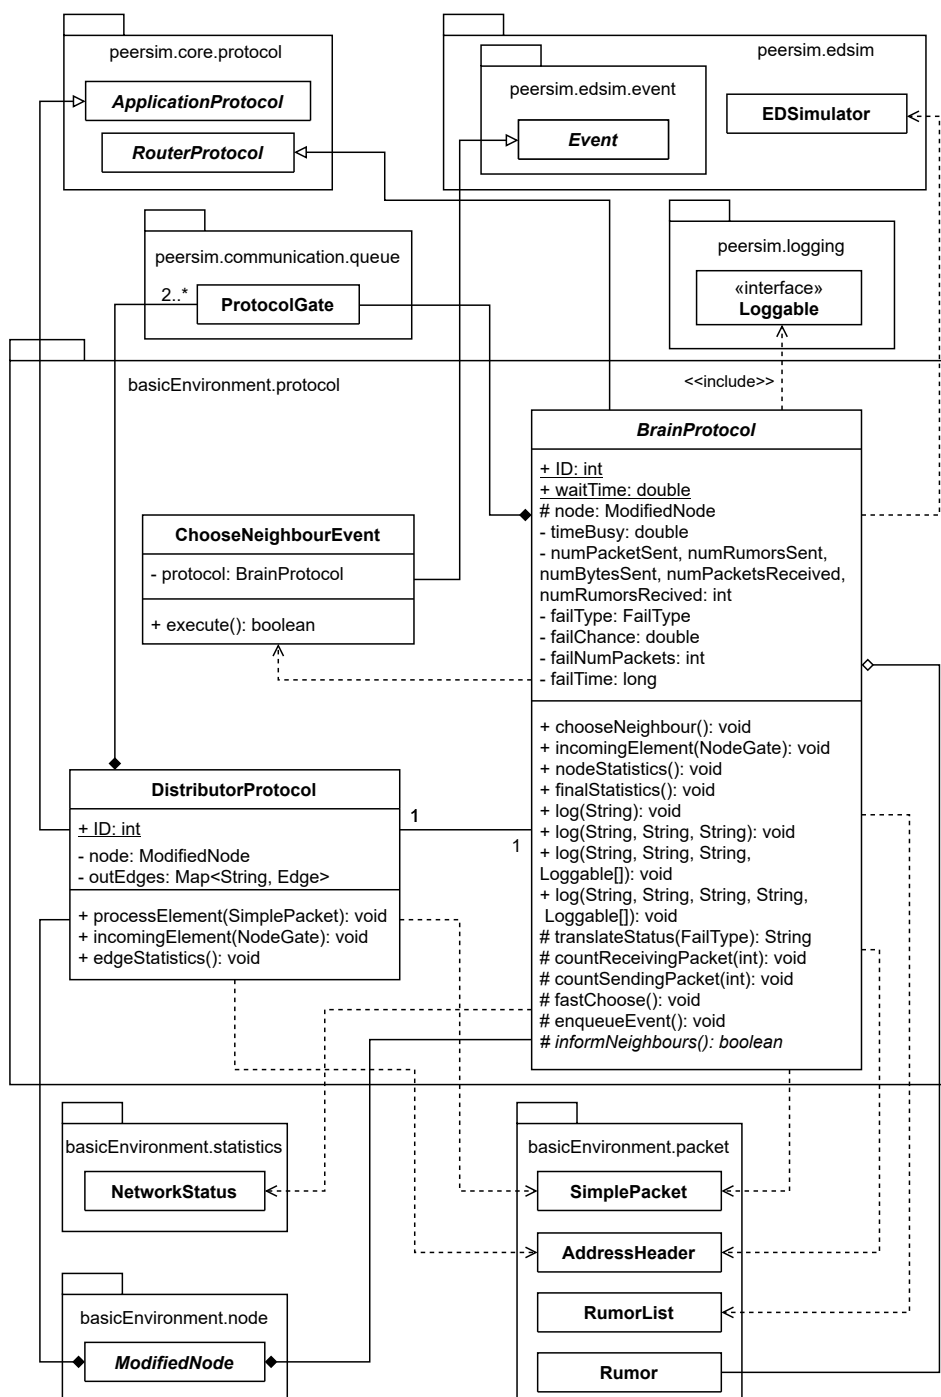 peersim.core.protocol
ApplicationProtocol
RouterProtocol
peersim.edsim
peersim.edsim.event
Event
EDSimulator
peersim.communication.queue
2..*
ProtocolGate
peersim.logging
«interface»
Loggable
<<include>>
basicEnvironment.protocol
BrainProtocol
+ ID: int
+ waitTime: double
# node: ModifiedNode
- timeBusy: double
- numPacketSent, numRumorsSent,
numBytesSent, numPacketsReceived,
numRumorsRecived: int
- failType: FailType
- failChance: double
- failNumPackets: int
- failTime: long
+ chooseNeighbour(): void
+ incomingElement(NodeGate): void
+ nodeStatistics(): void
+ finalStatistics(): void
+ log(String): void
+ log(String, String, String): void
+ log(String, String, String,
Loggable[]): void
+ log(String, String, String, String,
Loggable[]): void
# translateStatus(FailType): String
# countReceivingPacket(int): void
# countSendingPacket(int): void
# fastChoose(): void
# enqueueEvent(): void
# informNeighbours(): boolean
ChooseNeighbourEvent
- protocol: BrainProtocol
+ execute(): boolean
DistributorProtocol
+ ID: int
- node: ModifiedNode
- outEdges: Map<String, Edge>
+ processElement(SimplePacket): void
+ incomingElement(NodeGate): void
+ edgeStatistics(): void
1
1
basicEnvironment.statistics
NetworkStatus
basicEnvironment.node
ModifiedNode
basicEnvironment.packet
SimplePacket
AddressHeader
RumorList
Rumor